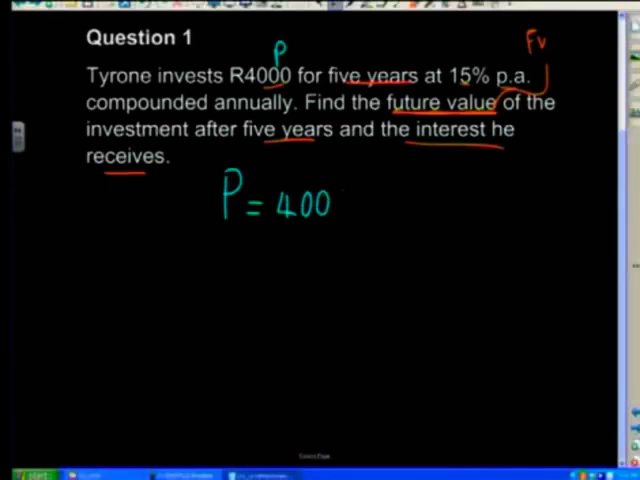 Question 1
P
Fv
Tyrone invests R4000 for five years at 15% p.a.
compounded annually. Find the future value of the
investment after five years and the interest he
receives.
P = 400
start